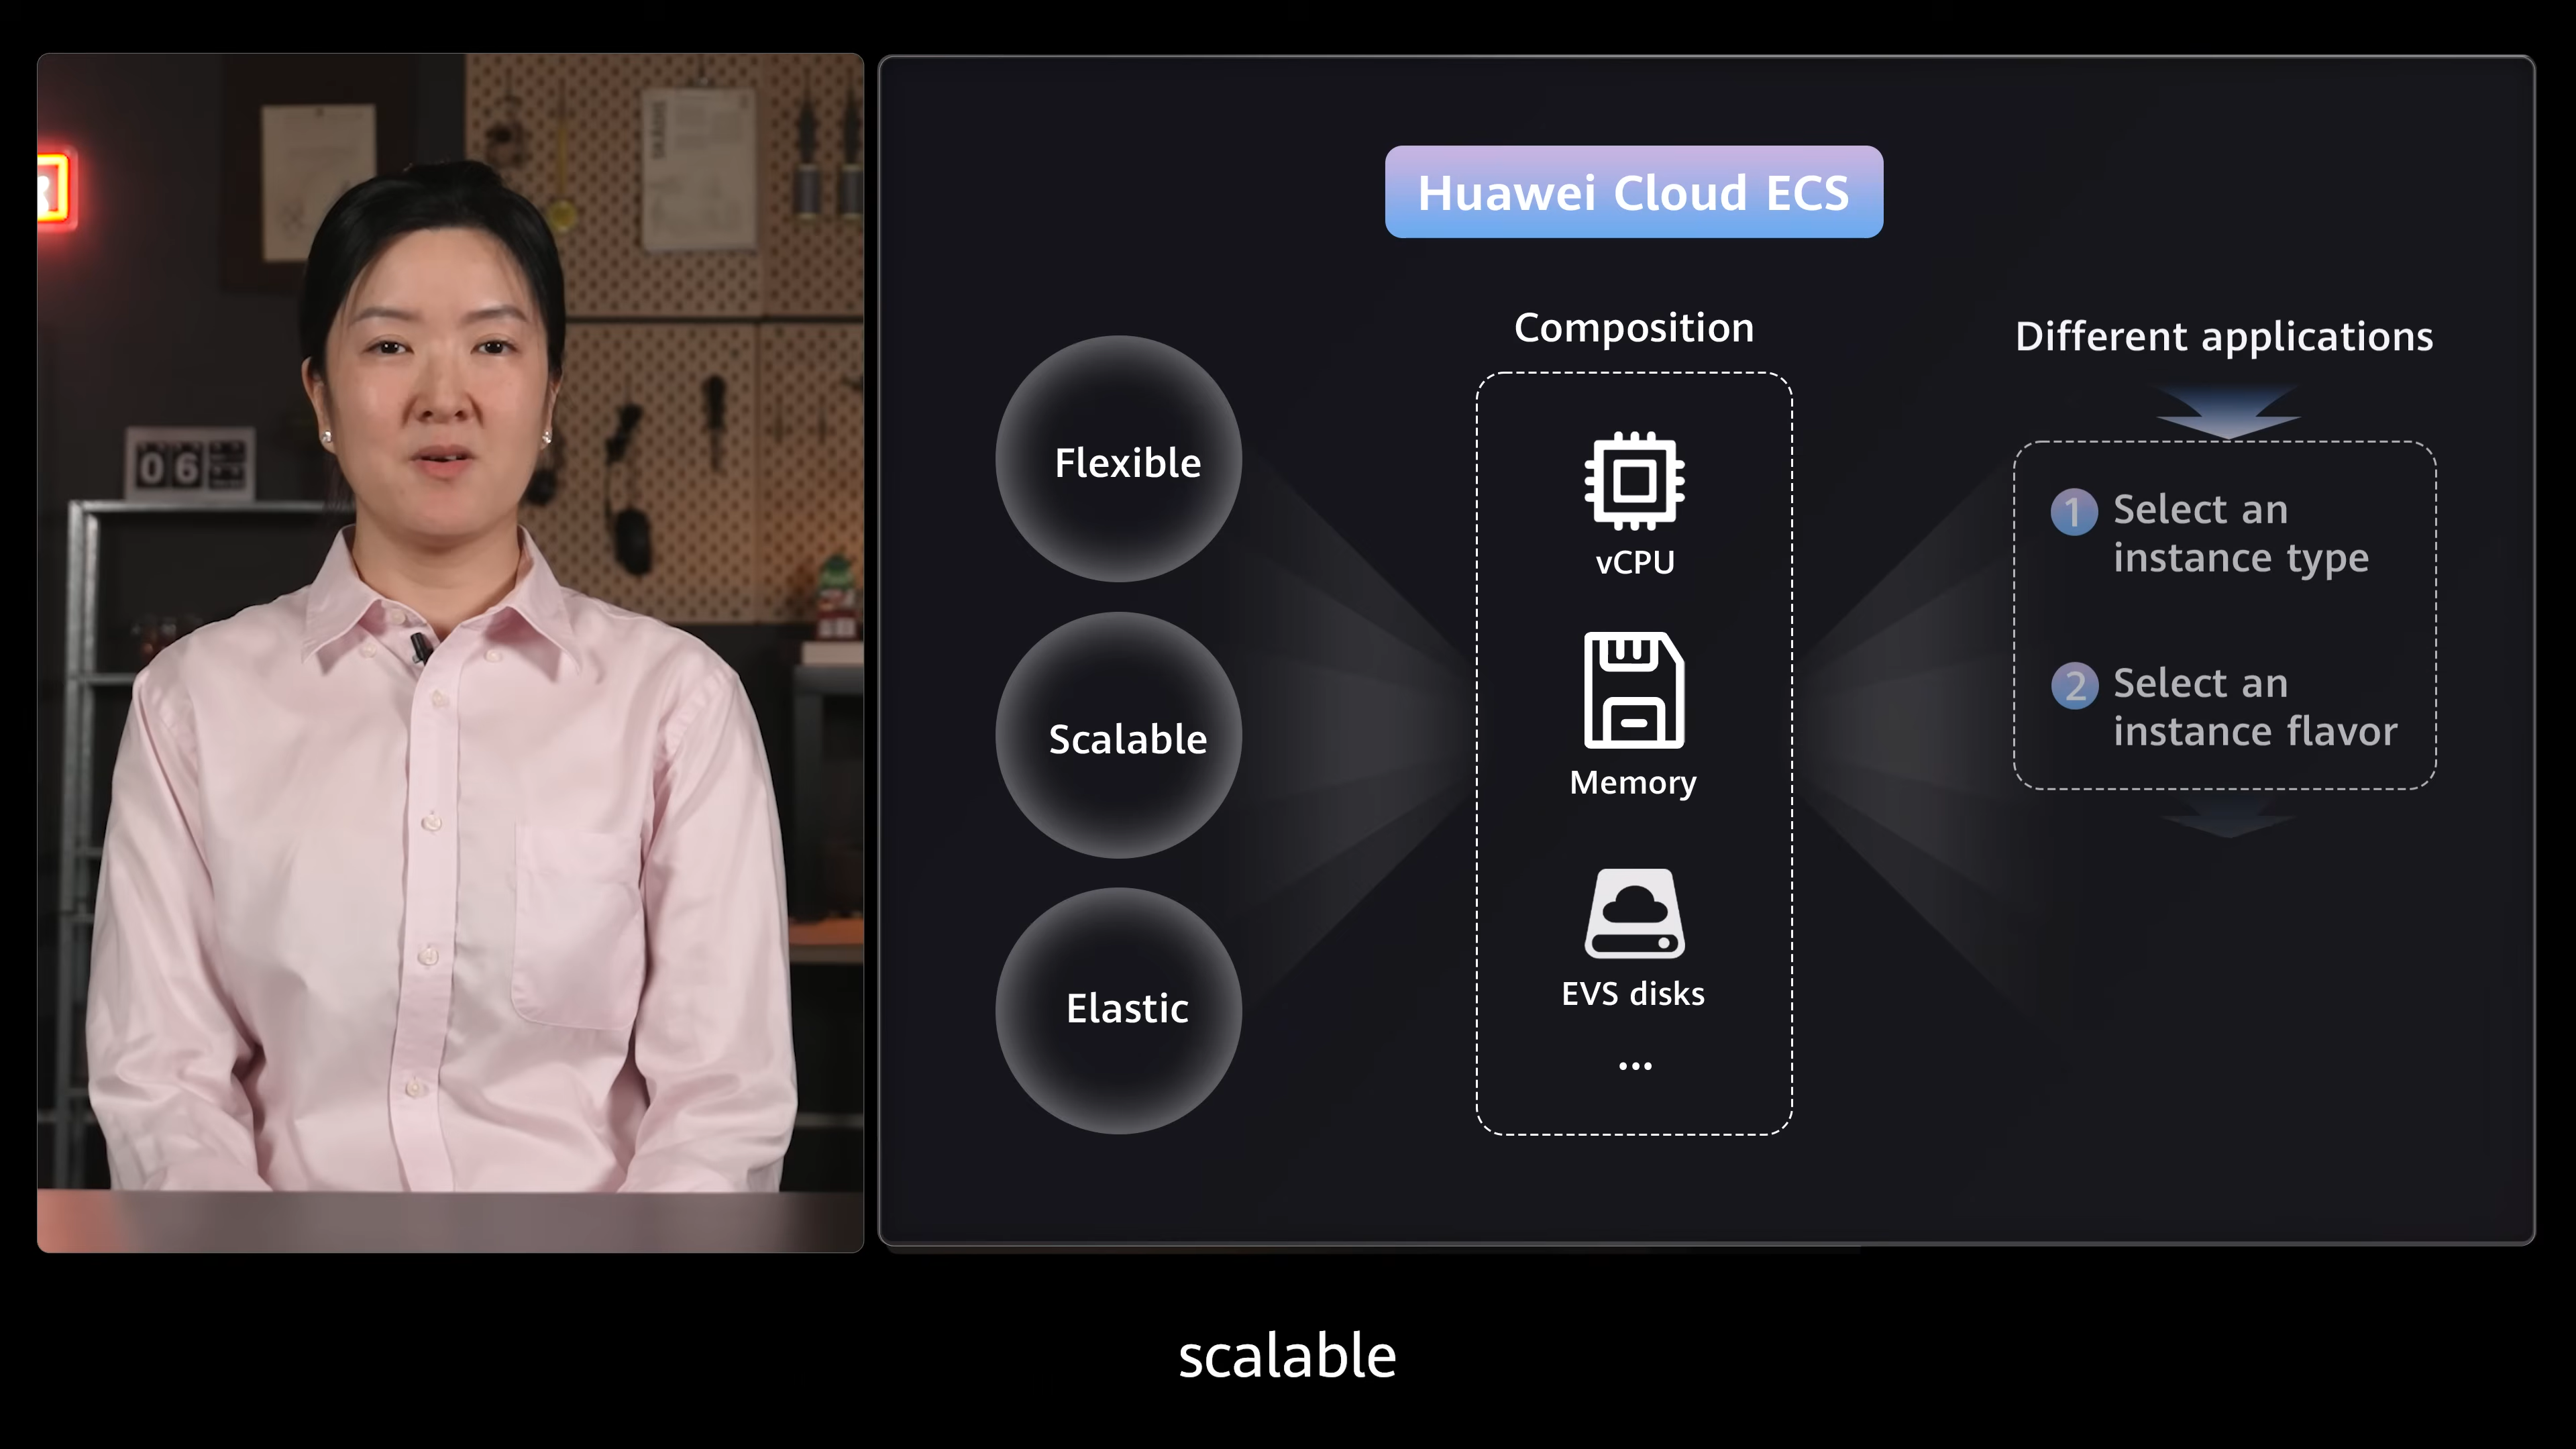 06
Huawei Cloud ECS
Flexible
Scalable
Elastic
Composition
vCPU
Memory
EVS disks
...
Different applications
1 Select an
instance type
2 Select an
instance flavor
scalable